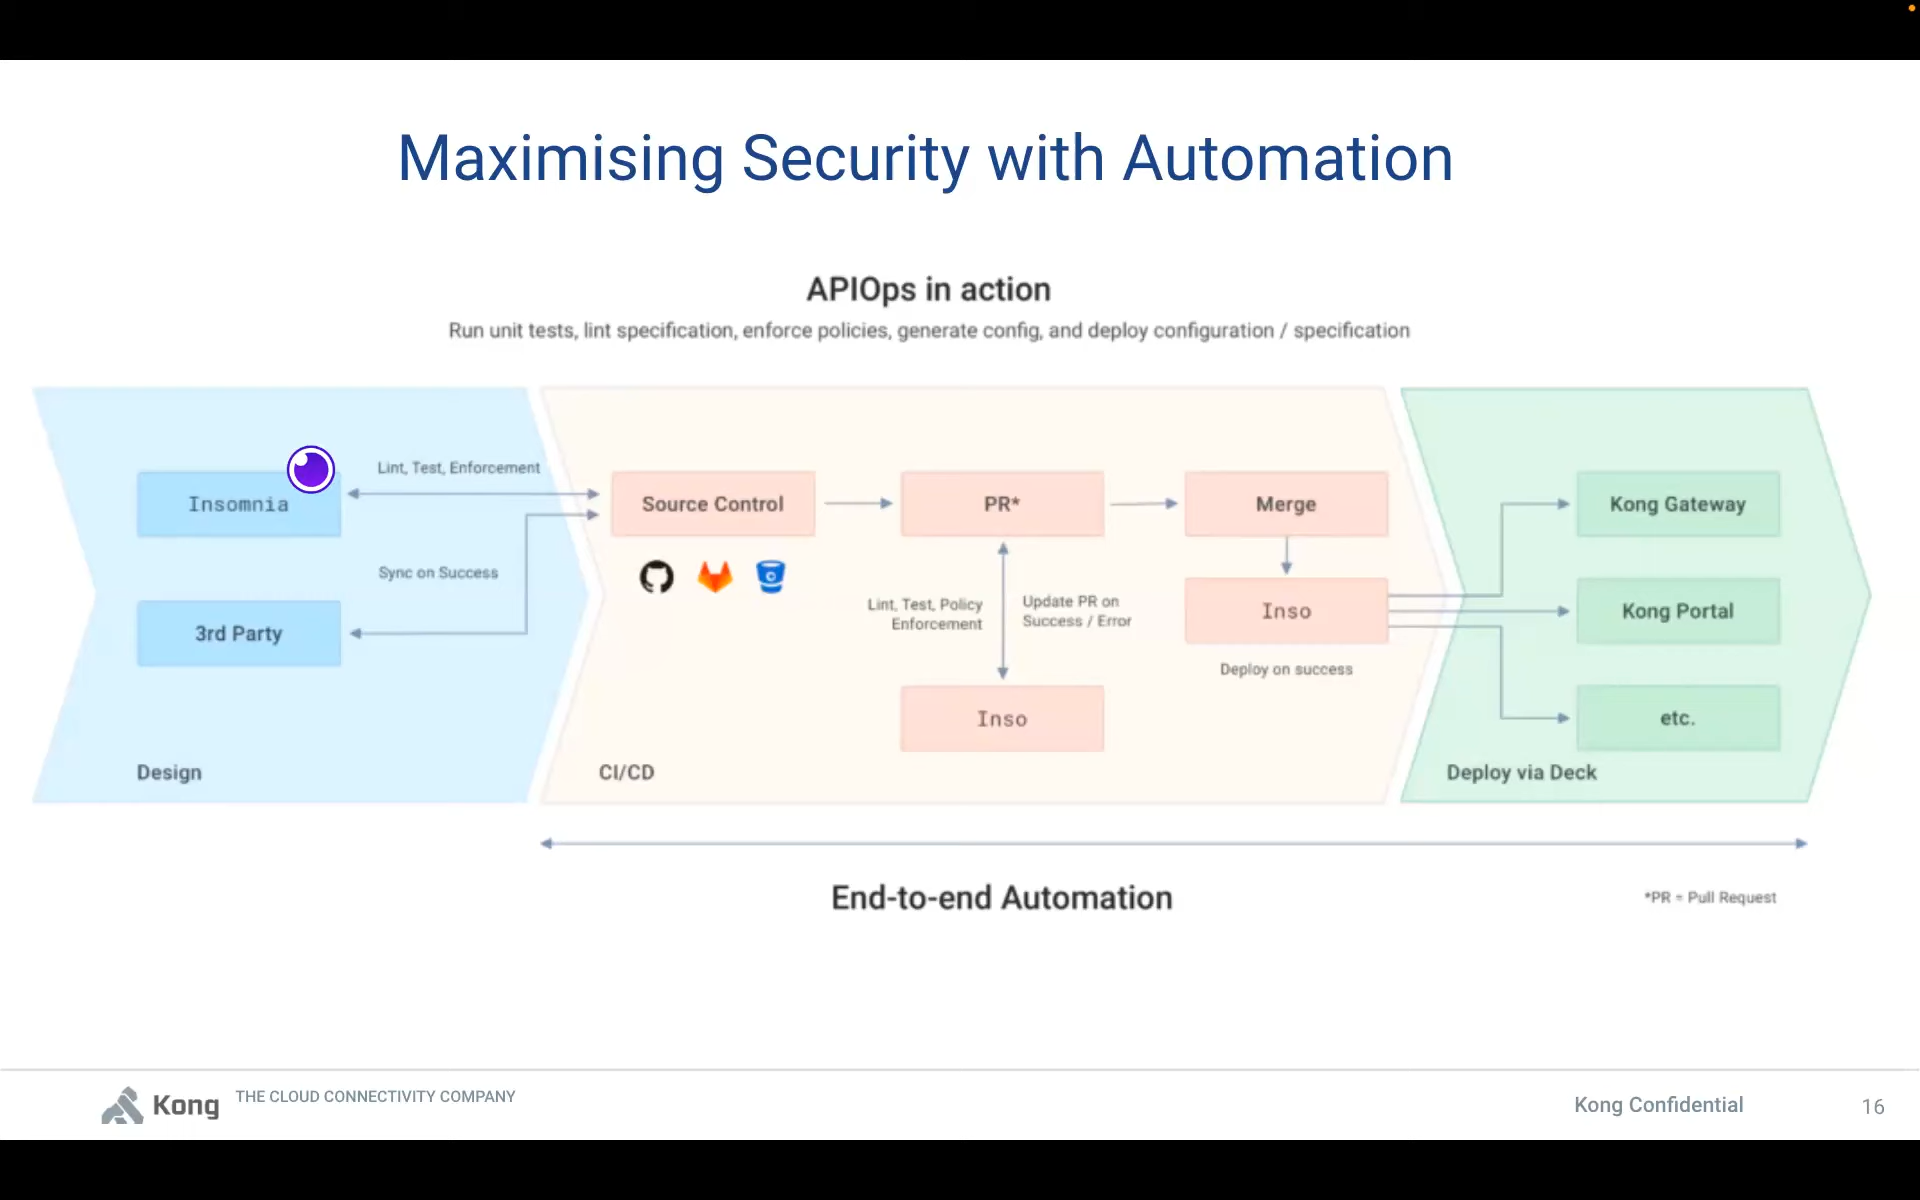 Maximising Security with Automation
APIOps in action
Run unit tests, lint specification, enforce policies, generate config, and deploy configuration / specification
Insomnia
Lint, Test, Enforcement
Sync on Success
3rd Party
Design
Source Control
PR*
Merge
Lint, Test, Policy
Enforcement
Update PR on
Success / Error
Inso
Inso
Deploy on success
CI/CD
Kong Gateway
Kong Portal
etc.
Deploy via Deck
End-to-end Automation
*PR = Pull Request
Kong
THE CLOUD CONNECTIVITY COMPANY
Kong Confidential
16